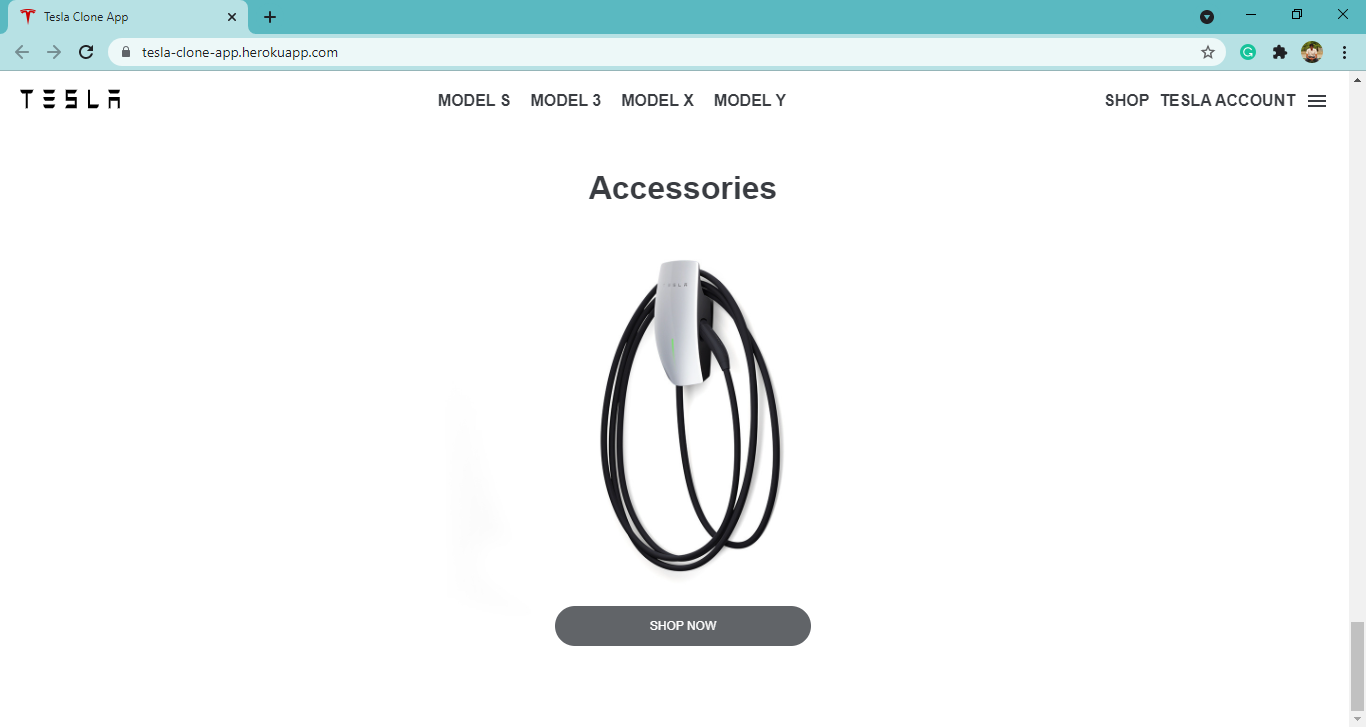 Tesla Clone App
tesla-clone-app.herokuapp.com
TESLA MODEL S MODEL 3 MODEL X MODEL Y SHOP TESLA ACCOUNT
Accessories
TESLA
SHOP NOW